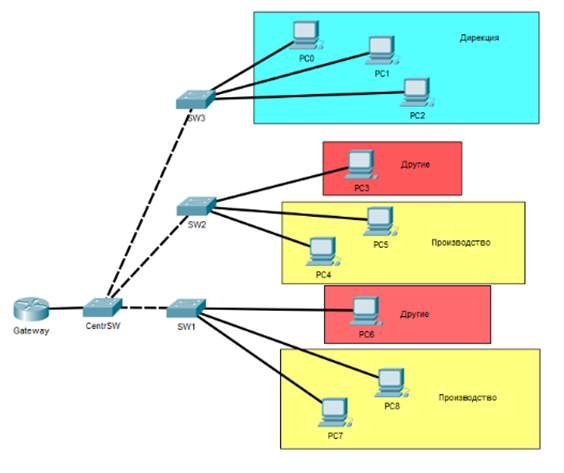 Дирекция
PC0
PC1
PC2
SW3
Другие
PC3
SW2
PC5
Производство
PC4
Gateway
CentrSW
SW1
Другие
PC6
PC8
Производство
PC7